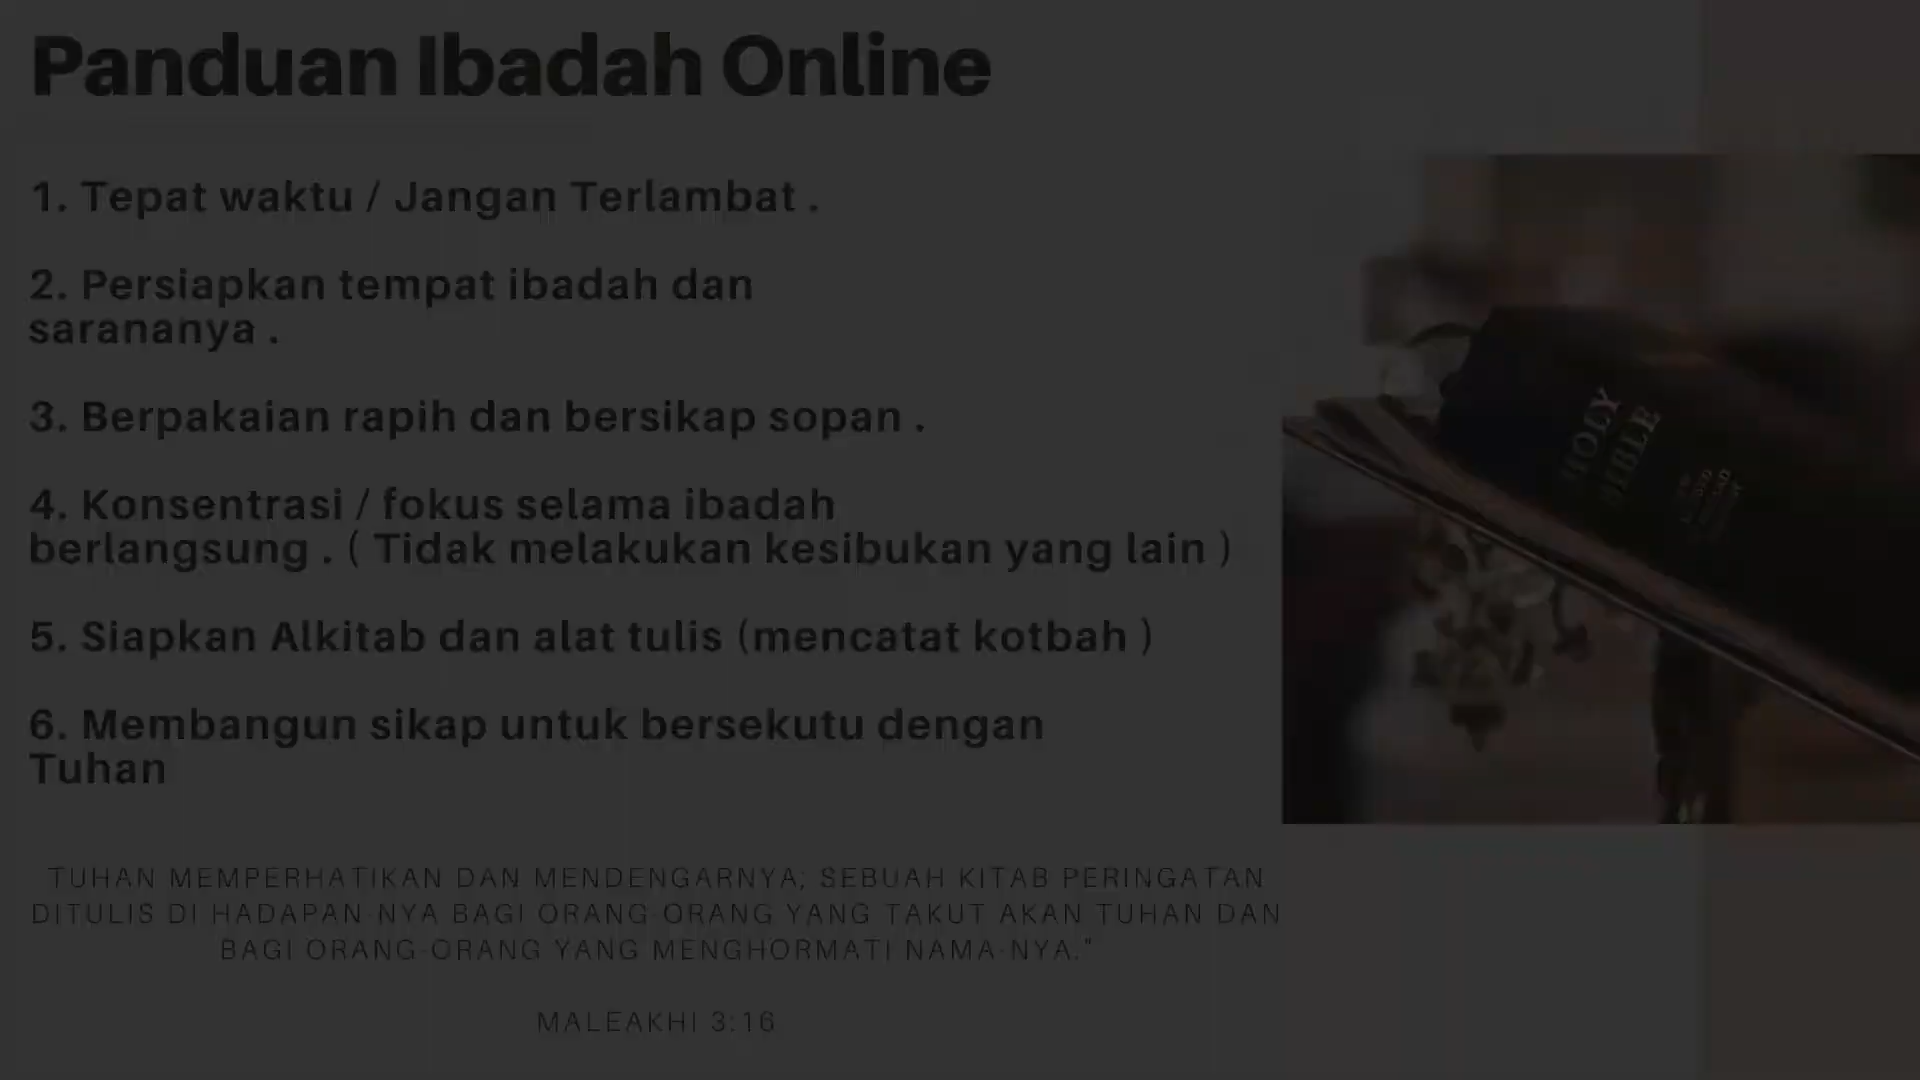 Panduan Ibadah Online
1. Tepat waktu / Jangan Terlambat .
2. Persiapkan tempat ibadah dan
sarananya .
3. Berpakaian rapih dan bersikap sopan .
4. Konsentrasi / fokus selama ibadah
berlangsung . ( Tidak melakukan kesibukan yang lain )
5. Siapkan Alkitab dan alat tulis (mencatat kotbah )
6. Membangun sikap untuk bersekutu dengan
Tuhan
HOLY
BIBLE
TUHAN MEMPERHATIKAN DAN MENDENGARNYA; SEBUAH KITAB PERINGATAN
DITULIS DI HADAPAN-NYA BAGI ORANG-ORANG YANG TAKUT AKAN TUHAN DAN
BAGI ORANG-ORANG YANG MENGHORMATI NAMA-NYA."
MALEAKHI 3:16